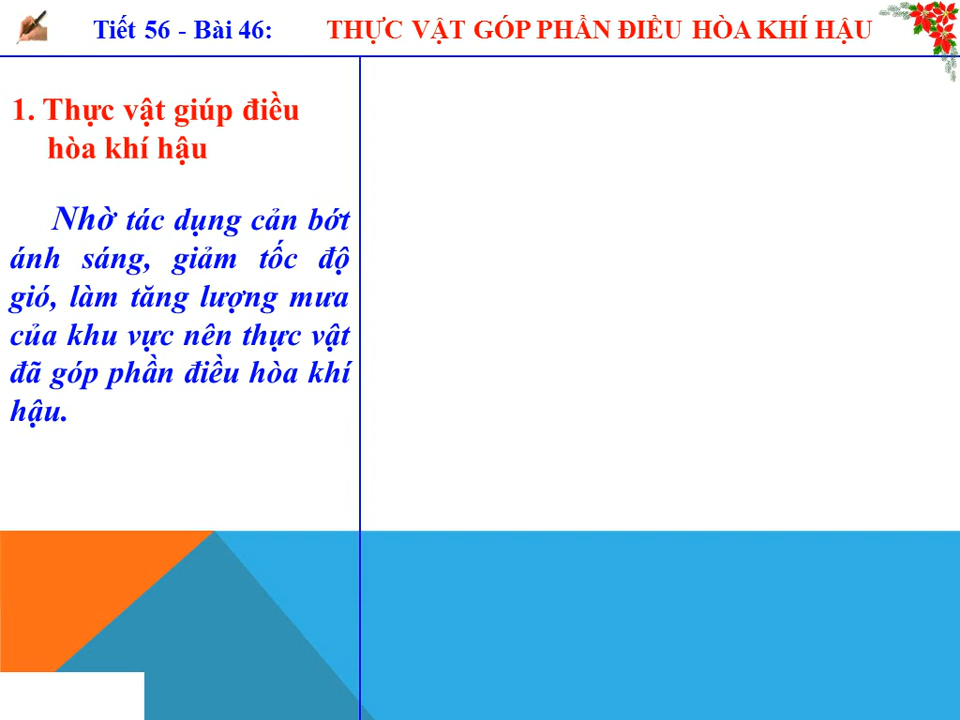 Tiết 56 - Bài 46: THỰC VẬT GÓP PHẦN ĐIỀU HÒA KHÍ HẬU
1. Thực vật giúp điều
hòa khí hậu
Nhờ tác dụng cản bớt
ánh sáng, giảm tốc độ
gió, làm tăng lượng mưa
của khu vực nên thực vật
đã góp phần điều hòa khí
hậu.